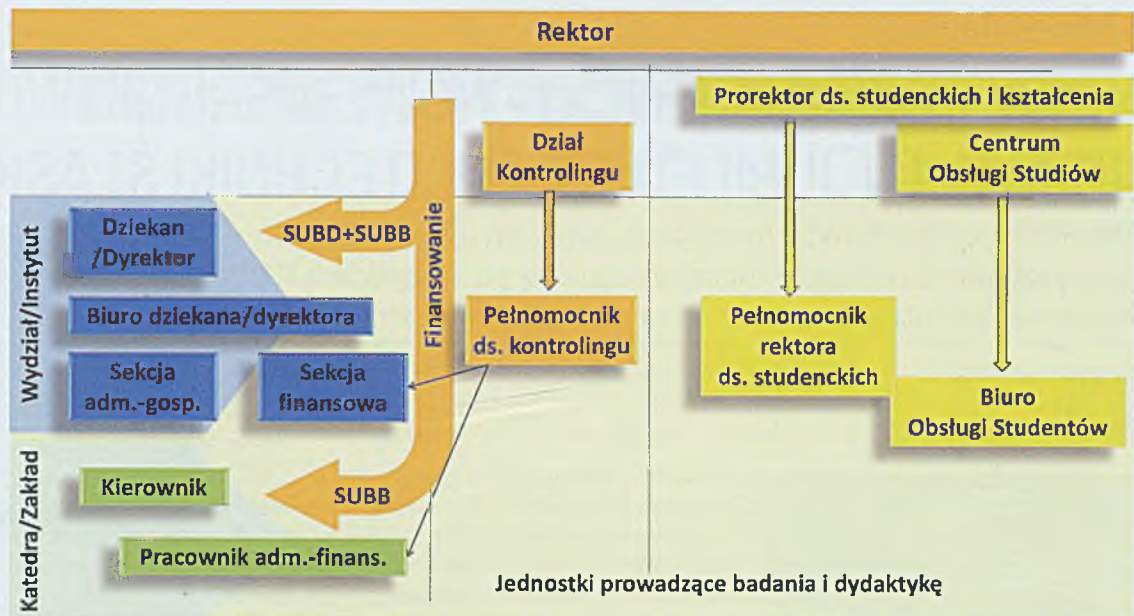 Rektor
Prorektor ds. studenckich i kształcenia
Dział
Kontrolingu
Centrum
Obsługi Studiów
Finansowanie
Wydział/Instytut
Dziekan
/Dyrektor
SUBD+SUBB
Biuro dziekana/dyrektora
Pełnomocnik
ds. kontrolingu
Pełnomocnik
rektora
ds. studenckich
Sekcja
adm.-gosp.
Sekcja
finansowa
Biuro
Obsługi Studentów
Katedra/Zakład
Kierownik
SUBB
Pracownik adm.-finans.
Jednostki prowadzące badania i dydaktykę